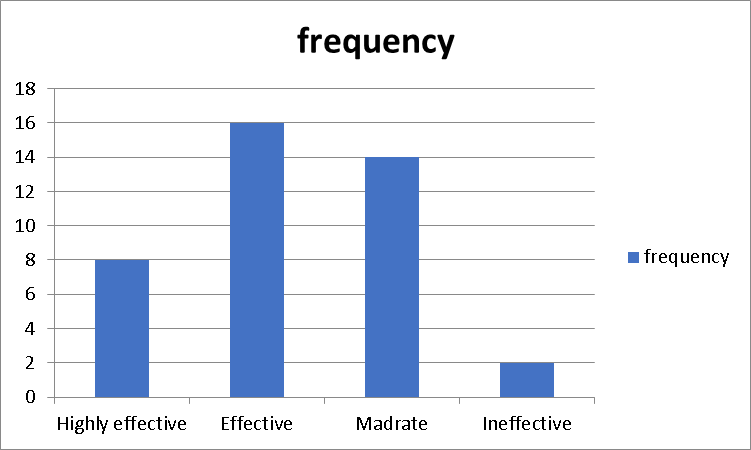 frequency
18
16
14
12
10
8
6
4
2
0
Highly effective
Effective
Madrate
Ineffective
frequency